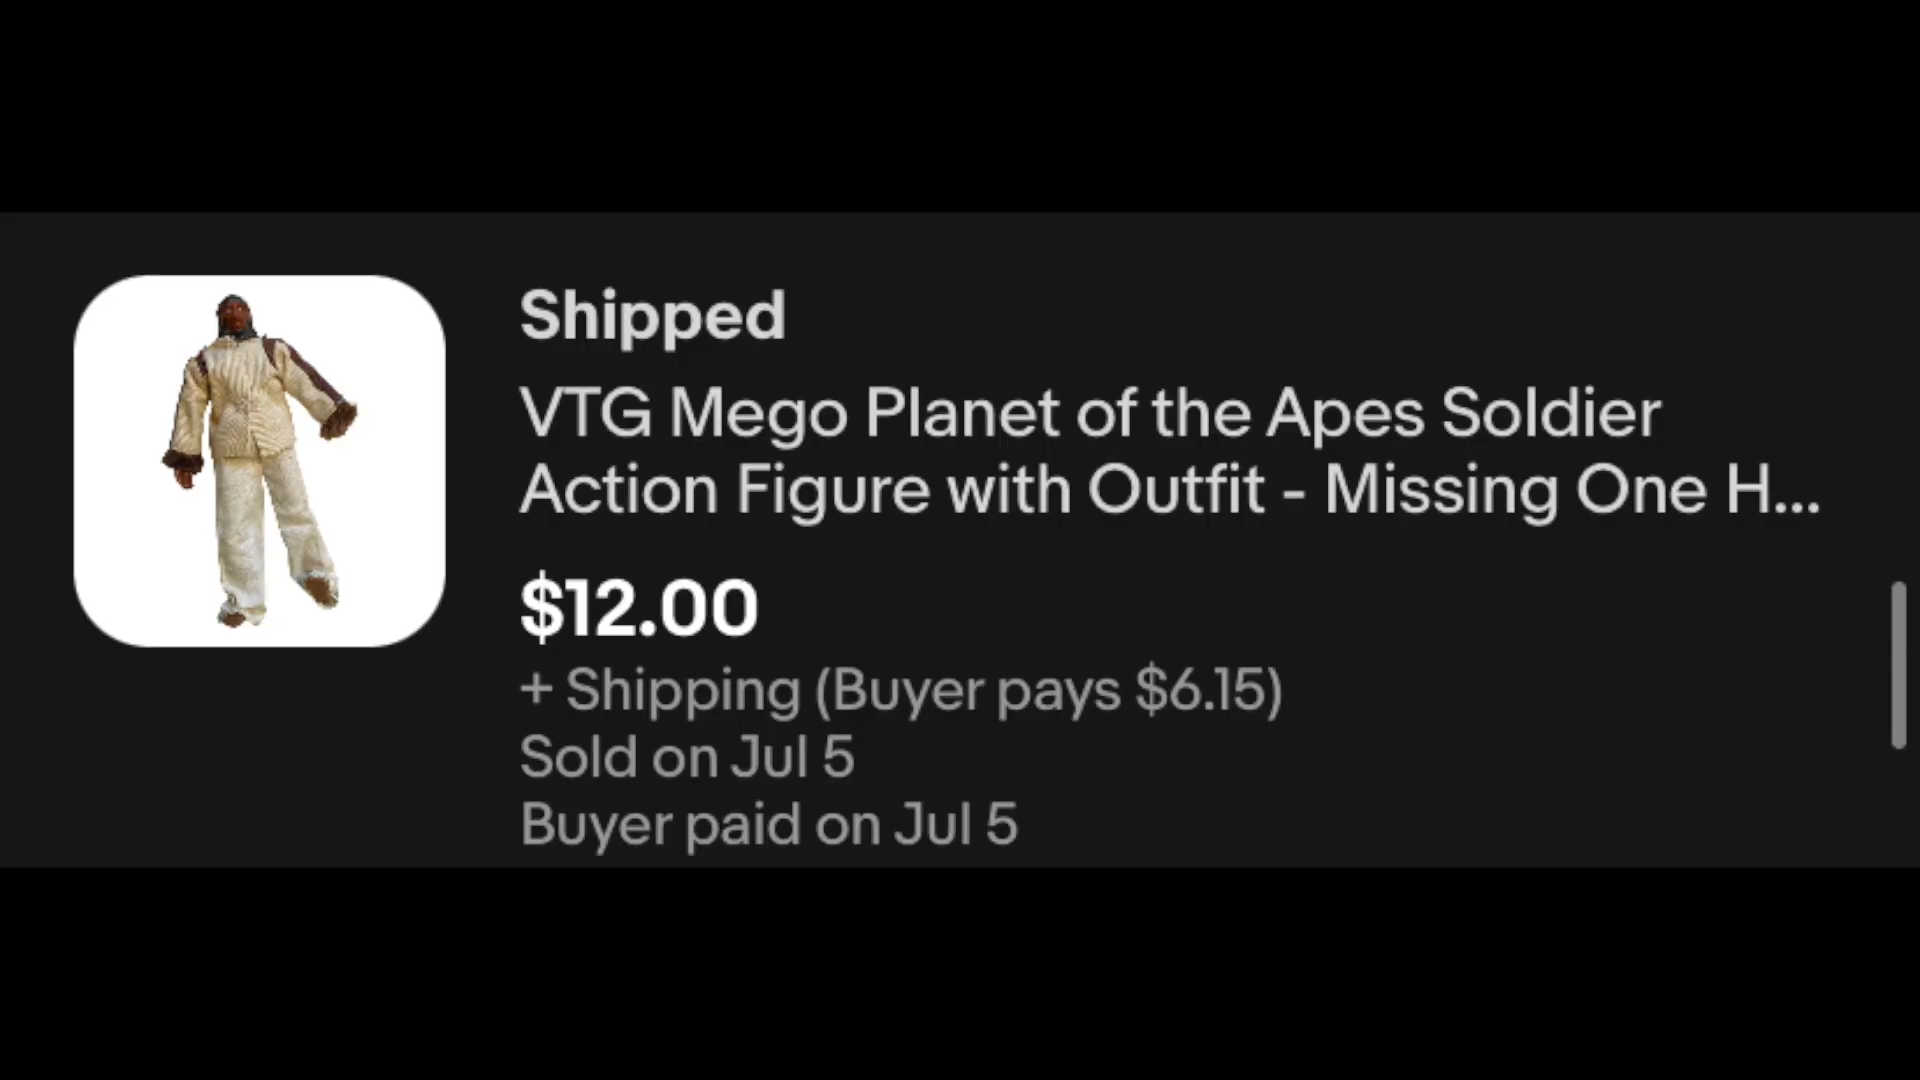 Shipped
VTG Mego Planet of the Apes Soldier
Action Figure with Outfit - Missing One H...
$12.00
+ Shipping (Buyer pays $6.15)
Sold on Jul 5
Buyer paid on Jul 5